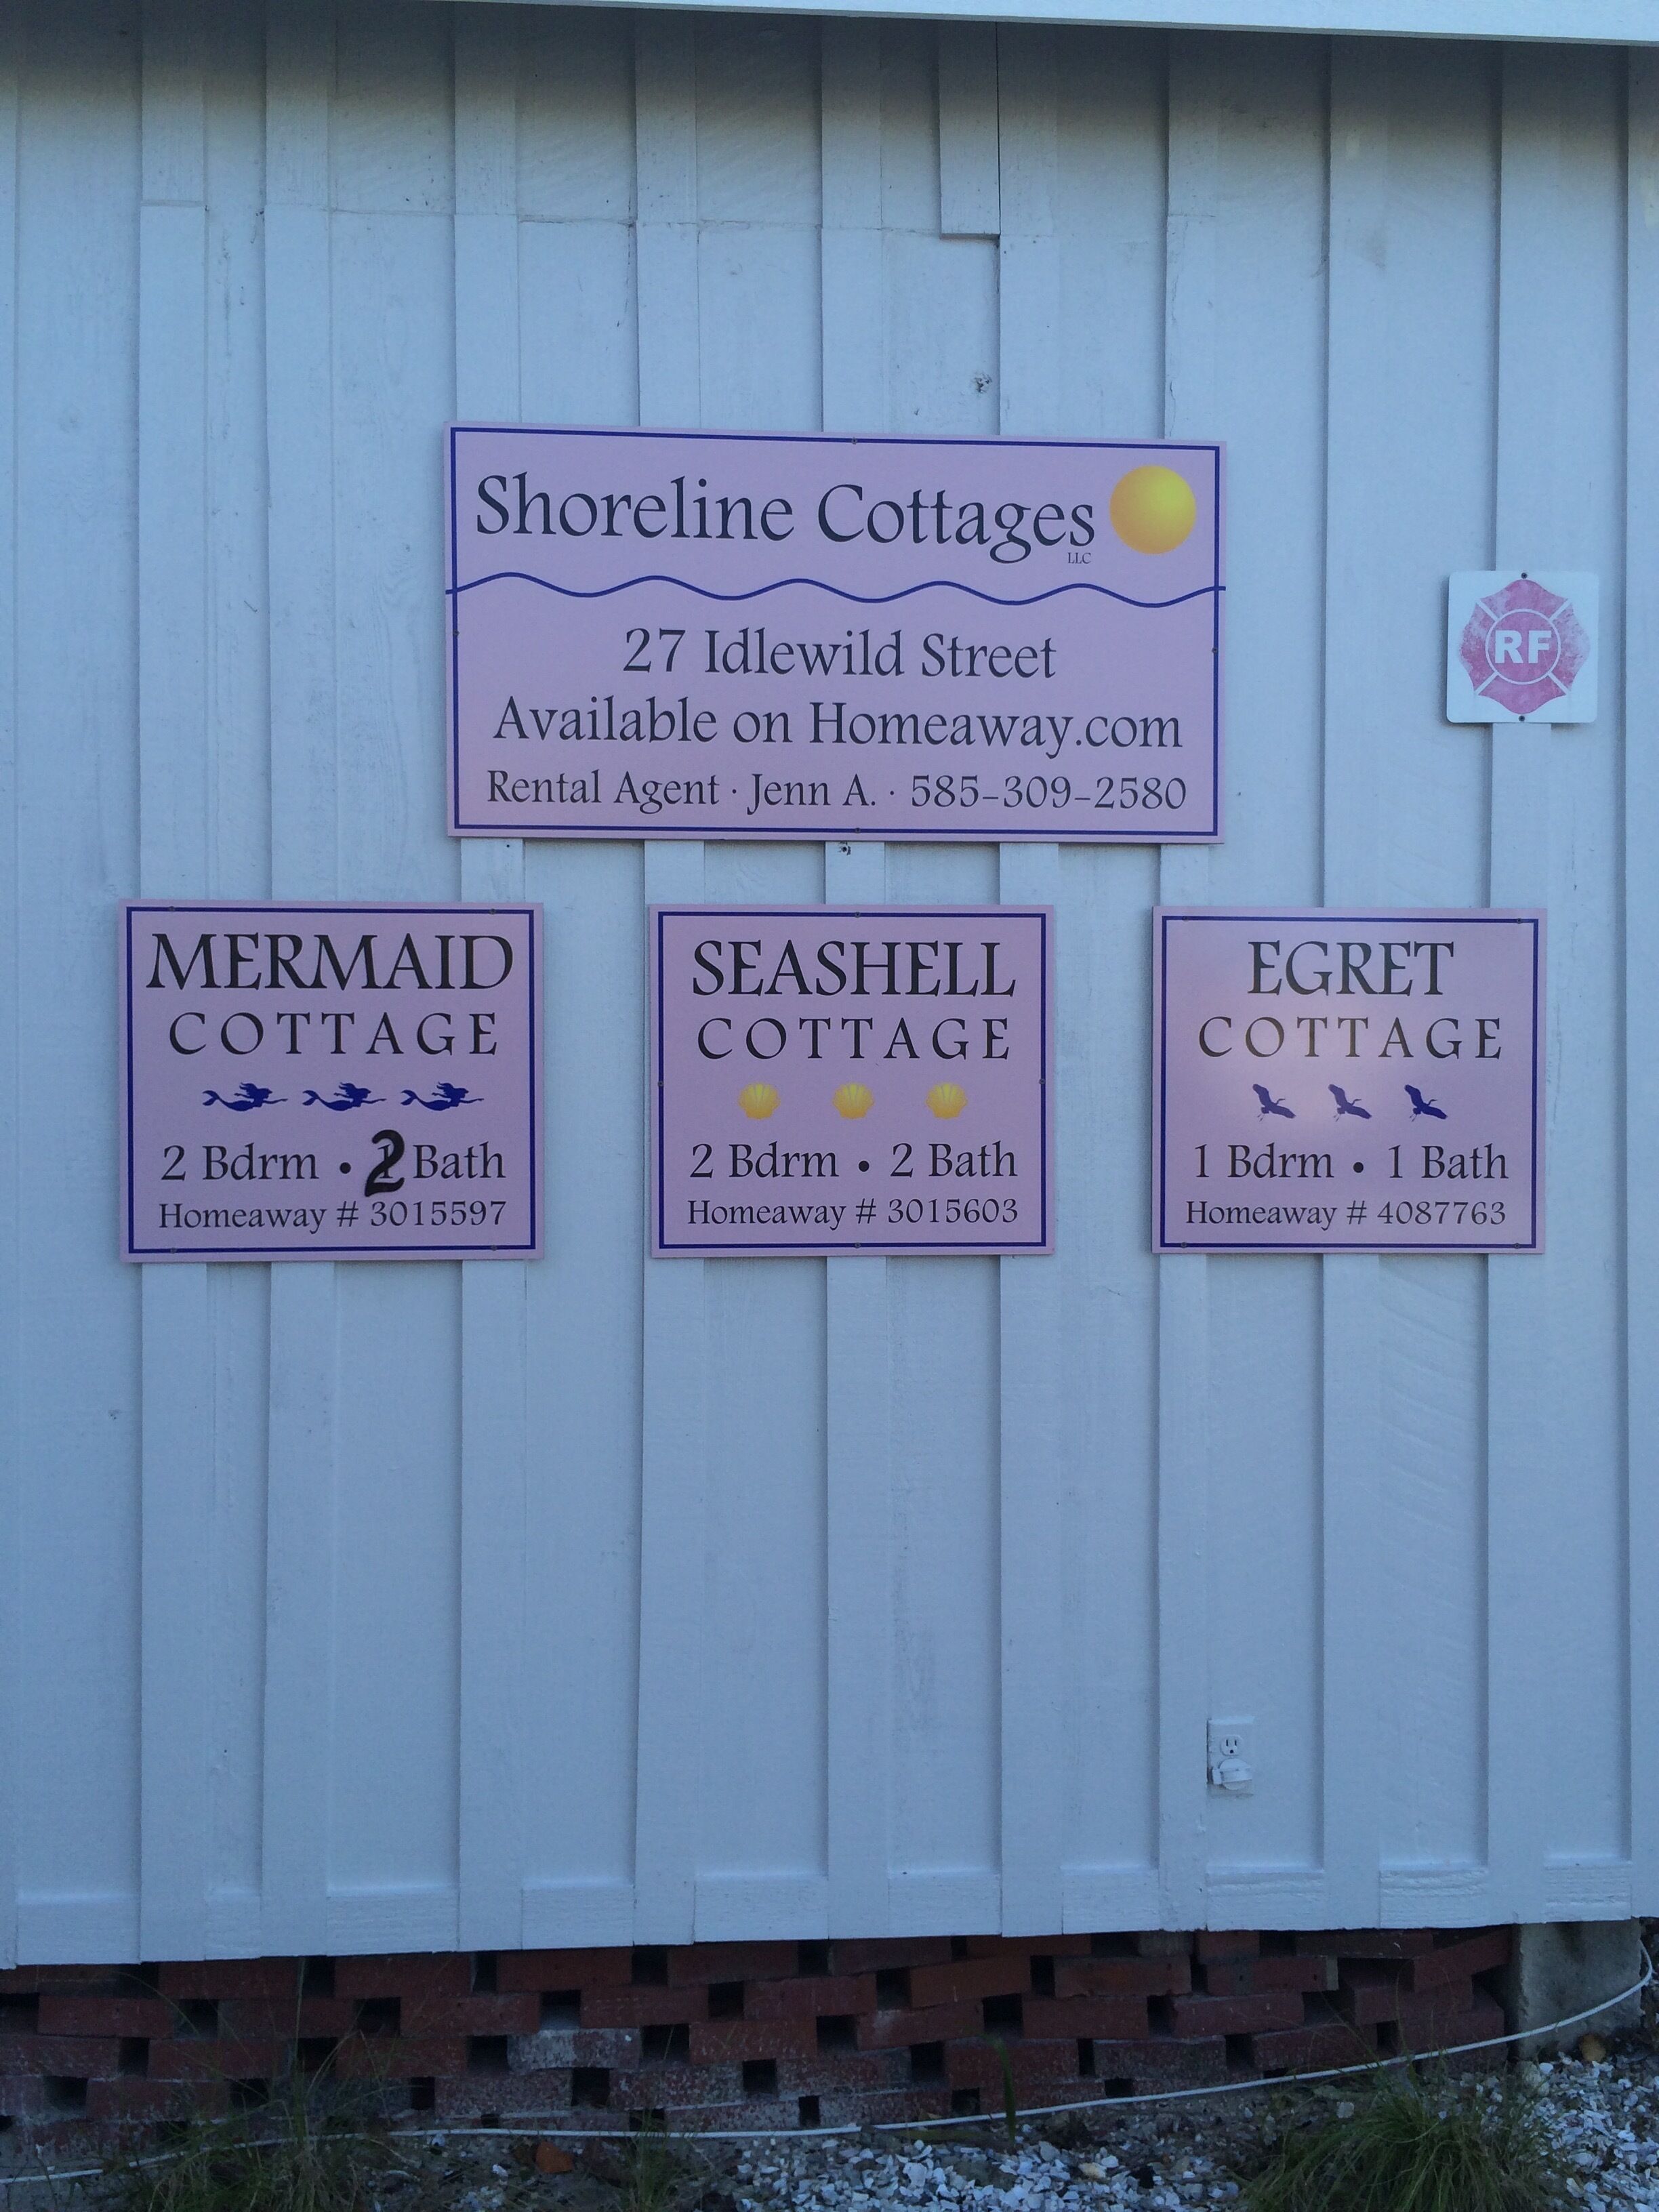 Shoreline Cottages
LLC
27 Idlewild Street
Available on Homeaway.com
Rental Agent · Jenn A. · 585-309-2580
RF
MERMAID
COTTAGE
2 Bdrm • 2 Bath
Homeaway # 3015597
SEASHELL
COTTAGE
2 Bdrm • 2 Bath
Homeaway # 3015603
EGRET
COTTAGE
1 Bdrm • 1 Bath
Homeaway # 4087763